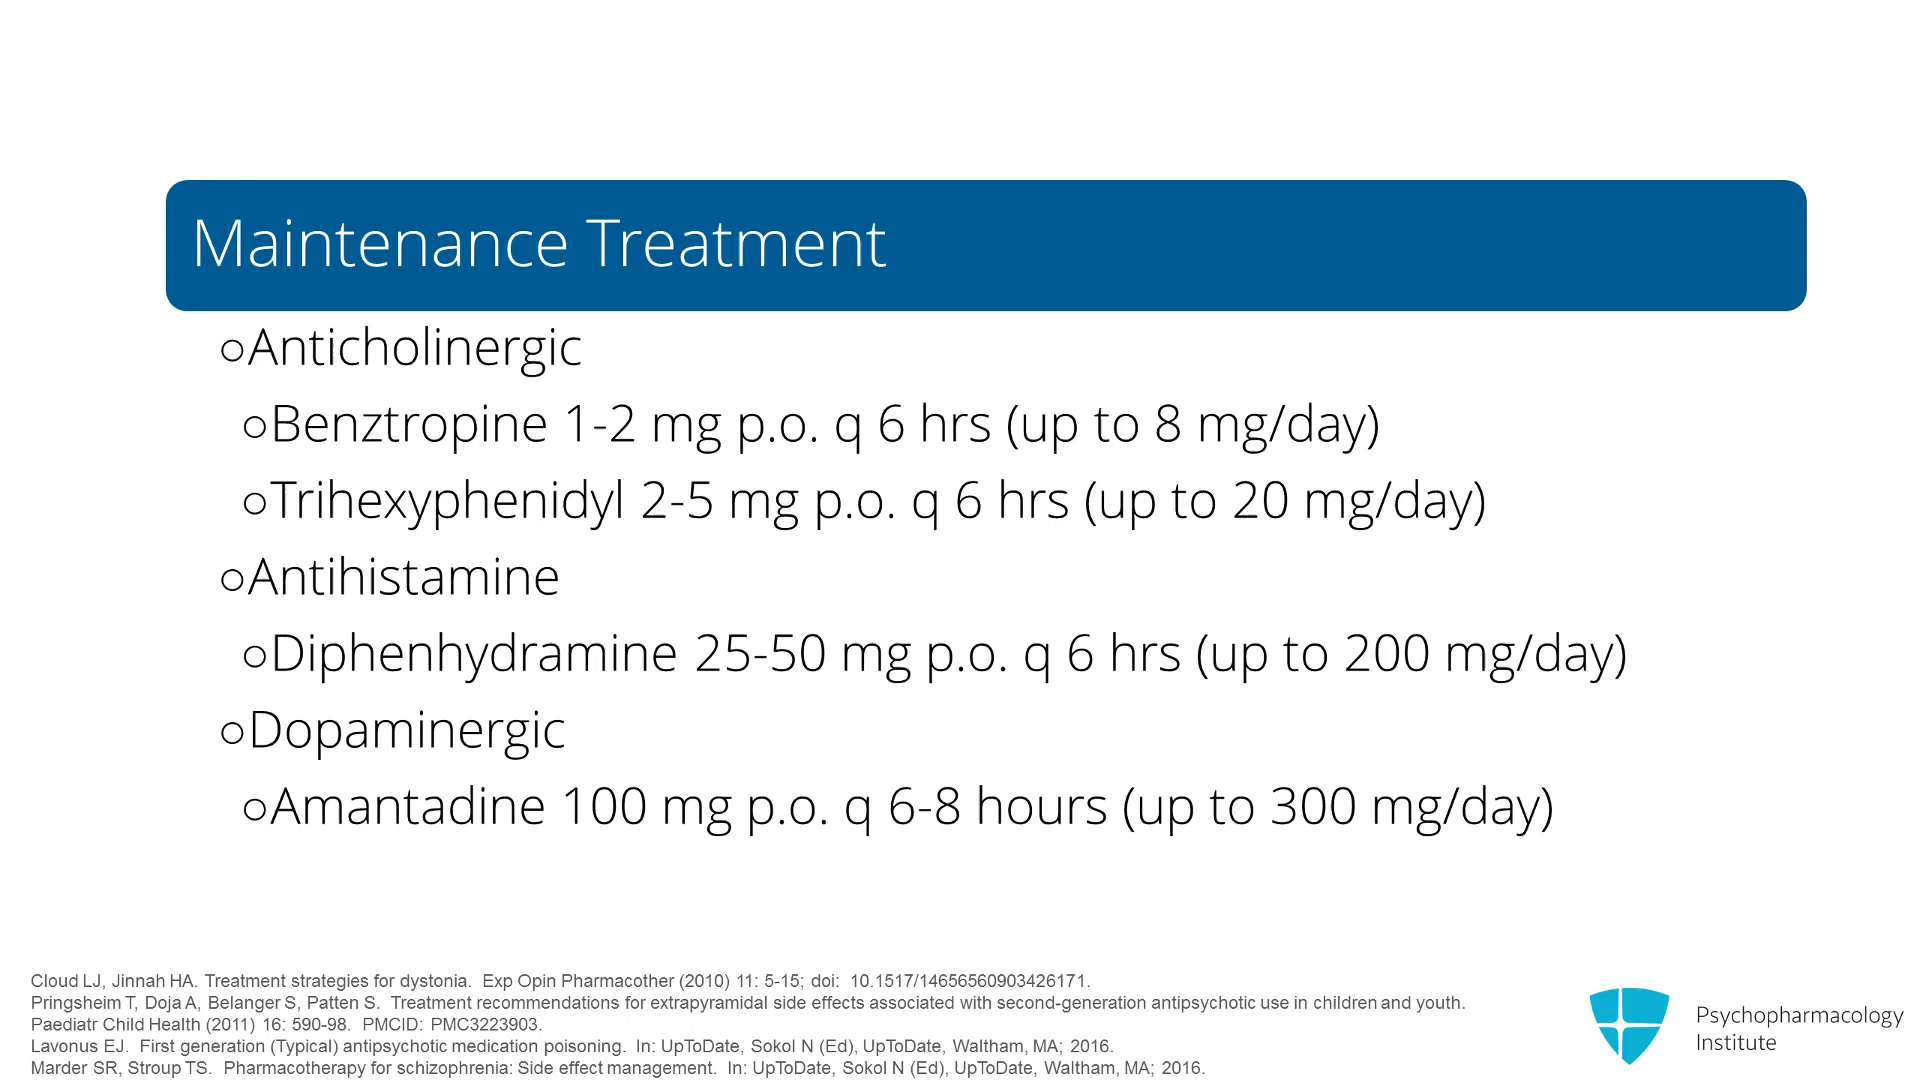 Maintenance Treatment
○Anticholinergic
○Benztropine 1-2 mg p.o. q 6 hrs (up to 8 mg/day)
○Trihexyphenidyl 2-5 mg p.o. q 6 hrs (up to 20 mg/day)
○Antihistamine
○Diphenhydramine 25-50 mg p.o. q 6 hrs (up to 200 mg/day)
○Dopaminergic
○Amantadine 100 mg p.o. q 6-8 hours (up to 300 mg/day)
Cloud LJ, Jinnah HA. Treatment strategies for dystonia. Exp Opin Pharmacother (2010) 11: 5-15; doi: 10.1517/14656560903426171.
Pringsheim T, Doja A, Belanger S, Patten S. Treatment recommendations for extrapyramidal side effects associated with second-generation antipsychotic use in children and youth.
Paediatr Child Health (2011) 16: 590-98. PMCID: PMC3223903.
Lavonus EJ. First generation (Typical) antipsychotic medication poisoning. In: UpToDate, Sokol N (Ed), UpToDate, Waltham, MA; 2016.
Marder SR, Stroup TS. Pharmacotherapy for schizophrenia: Side effect management. In: UpToDate, Sokol N (Ed), UpToDate, Waltham, MA; 2016.
Psychopharmacology
Institute